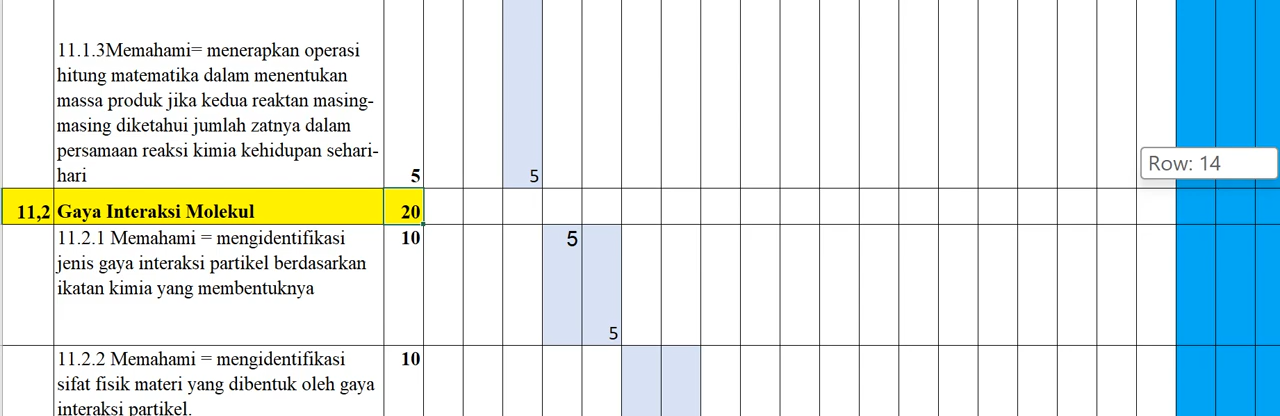 11.1.3Memahami= menerapkan operasi
hitung matematika dalam menentukan
massa produk jika kedua reaktan masing-
masing diketahui jumlah zatnya dalam
persamaan reaksi kimia kehidupan sehari-
hari 5 5
Row: 14
11,2 Gaya Interaksi Molekul 20
11.2.1 Memahami = mengidentifikasi 10 5
jenis gaya interaksi partikel berdasarkan
ikatan kimia yang membentuknya
5
11.2.2 Memahami = mengidentifikasi 10
sifat fisik materi yang dibentuk oleh gaya
interaksi partikel.